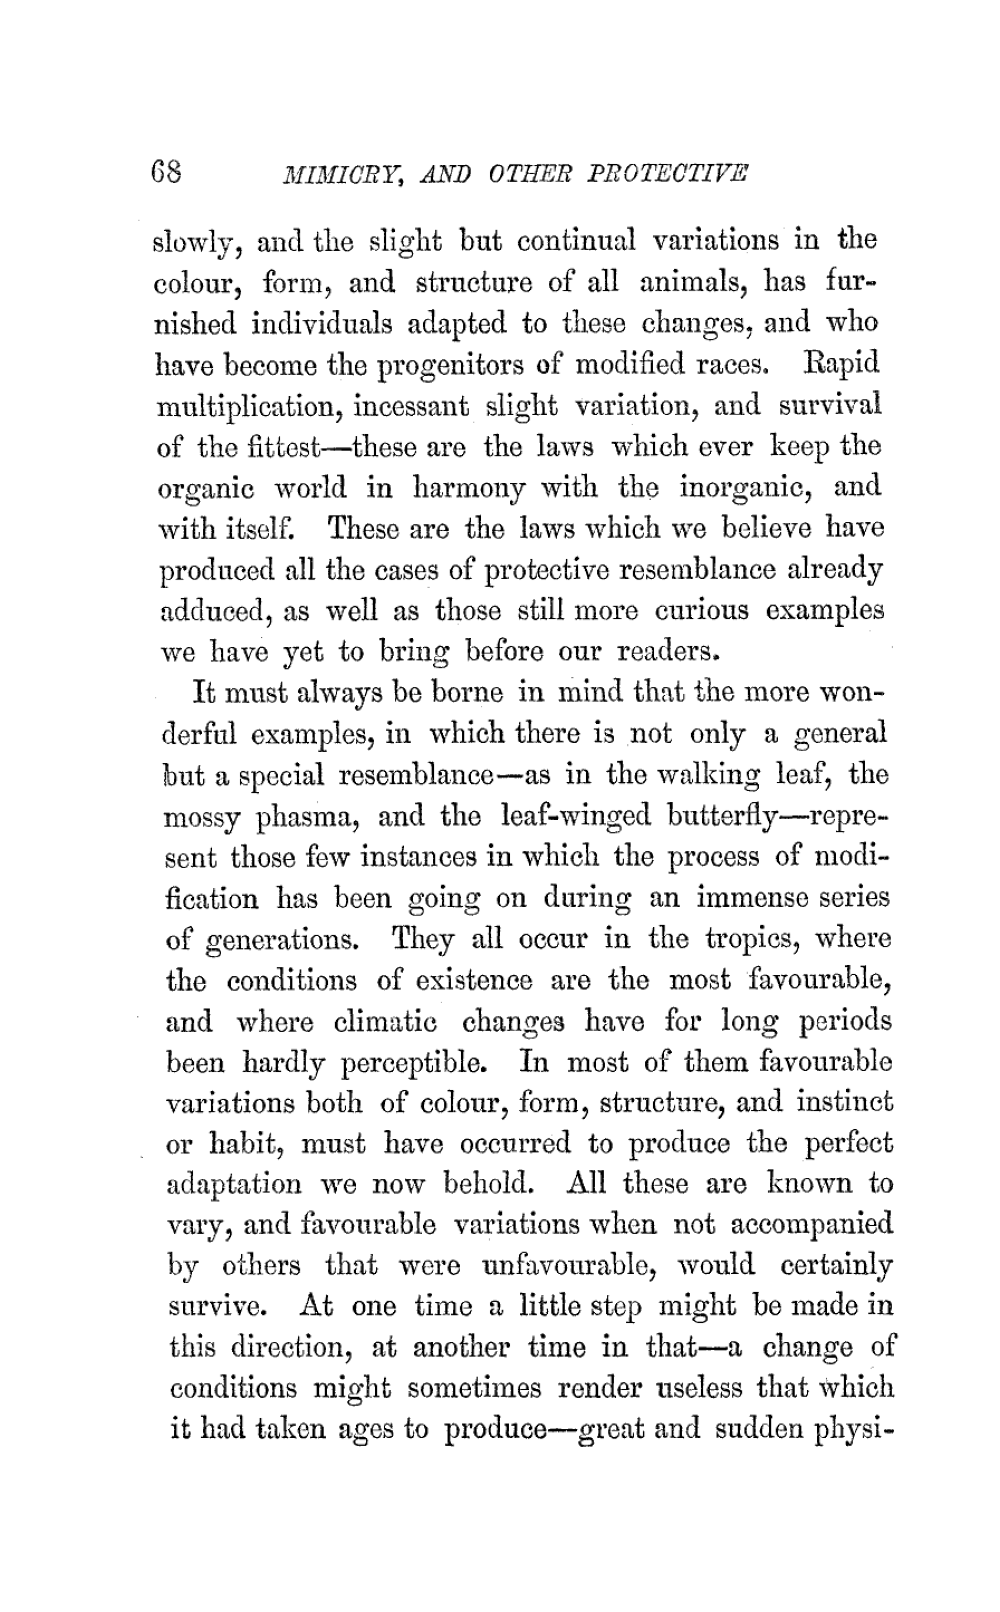 68 MIMICRY, AND OTHER PROTECTIVE
slowly, and the slight but continual variations in the
colour, form, and structure of all animals, has fur-
nished individuals adapted to these changes, and who
have become the progenitors of modified races. Rapid
multiplication, incessant slight variation, and survival
of the fittest—these are the laws which ever keep the
organic world in harmony with the inorganic, and
with itself. These are the laws which we believe have
produced all the cases of protective resemblance already
adduced, as well as those still more curious examples
we have yet to bring before our readers.
It must always be borne in mind that the more won-
derful examples, in which there is not only a general
but a special resemblance—as in the walking leaf, the
mossy phasma, and the leaf-winged butterfly—repre-
sent those few instances in which the process of modi-
fication has been going on during an immense series
of generations. They all occur in the tropics, where
the conditions of existence are the most favourable,
and where climatic changes have for long periods
been hardly perceptible. In most of them favourable
variations both of colour, form, structure, and instinct
or habit, must have occurred to produce the perfect
adaptation we now behold. All these are known to
vary, and favourable variations when not accompanied
by others that were unfavourable, would certainly
survive. At one time a little step might be made in
this direction, at another time in that—a change of
conditions might sometimes render useless that which
it had taken ages to produce—great and sudden physi-